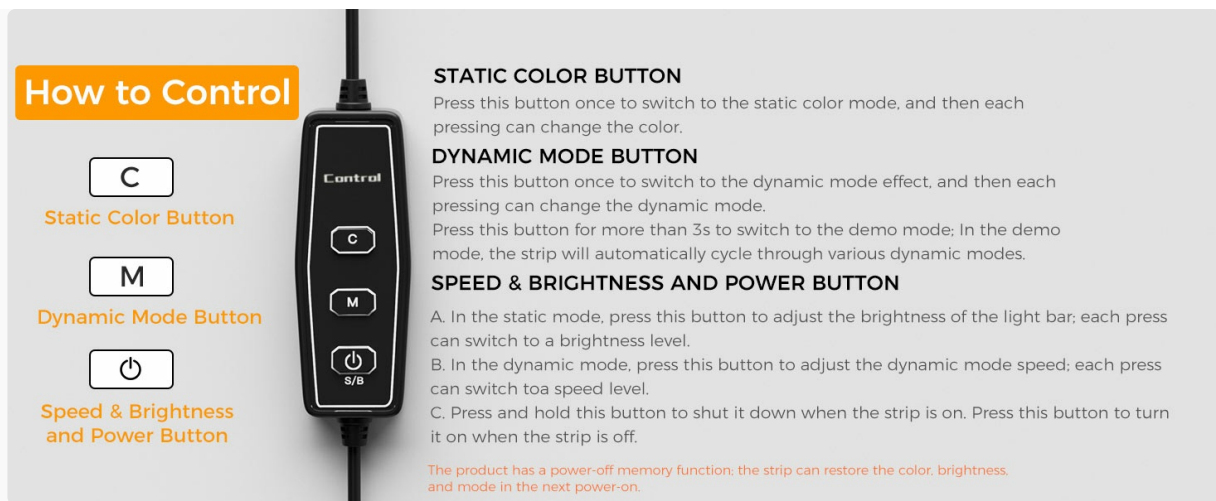 How to Control
C
Static Color Button
M
Dynamic Mode Button
Speed & Brightness
and Power Button
Control
C
M
S/B
STATIC COLOR BUTTON
Press this button once to switch to the static color mode, and then each
pressing can change the color.
DYNAMIC MODE BUTTON
Press this button once to switch to the dynamic mode effect, and then each
pressing can change the dynamic mode.
Press this button for more than 3s to switch to the demo mode; In the demo
mode, the strip will automatically cycle through various dynamic modes.
SPEED & BRIGHTNESS AND POWER BUTTON
A. In the static mode, press this button to adjust the brightness of the light bar; each press
can switch to a brightness level.
B. In the dynamic mode, press this button to adjust the dynamic mode speed; each press
can switch toa speed level.
C. Press and hold this button to shut it down when the strip is on. Press this button to turn
it on when the strip is off.
The product has a power-off memory function; the strip can restore the color, brightness,
and mode in the next power-on.